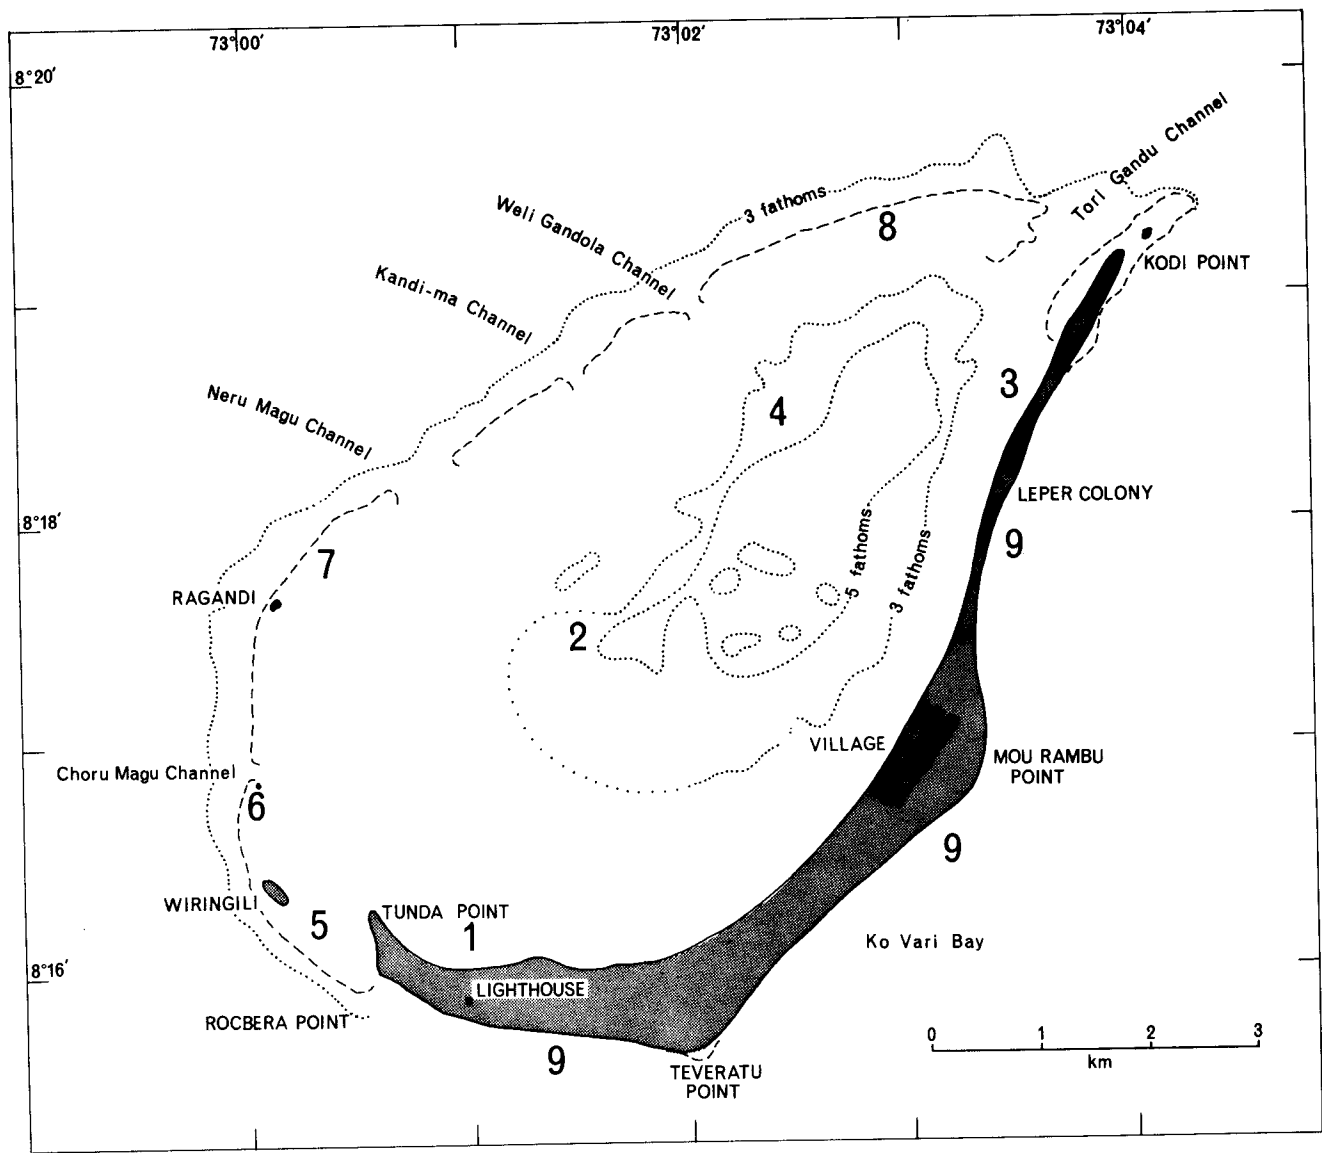 73°00′
73°02′
73°04′
8°20′
Tori Gandu Channel
3 fathoms
Weli Gandola Channel
8
KODI POINT
Kandi-ma Channel
3
4
Neru Magu Channel
LEPER COLONY
8°18′
5 fathoms
3 fathoms
9
7
RAGANDI
2
VILLAGE
MOU RAMBU
POINT
Choru Magu Channel
6
9
WIRINGILI
5
TUNDA POINT
1
Ko Vari Bay
8°16′
LIGHTHOUSE
ROCBERA POINT
0 1 2 3
km
9
TEVERATU
POINT